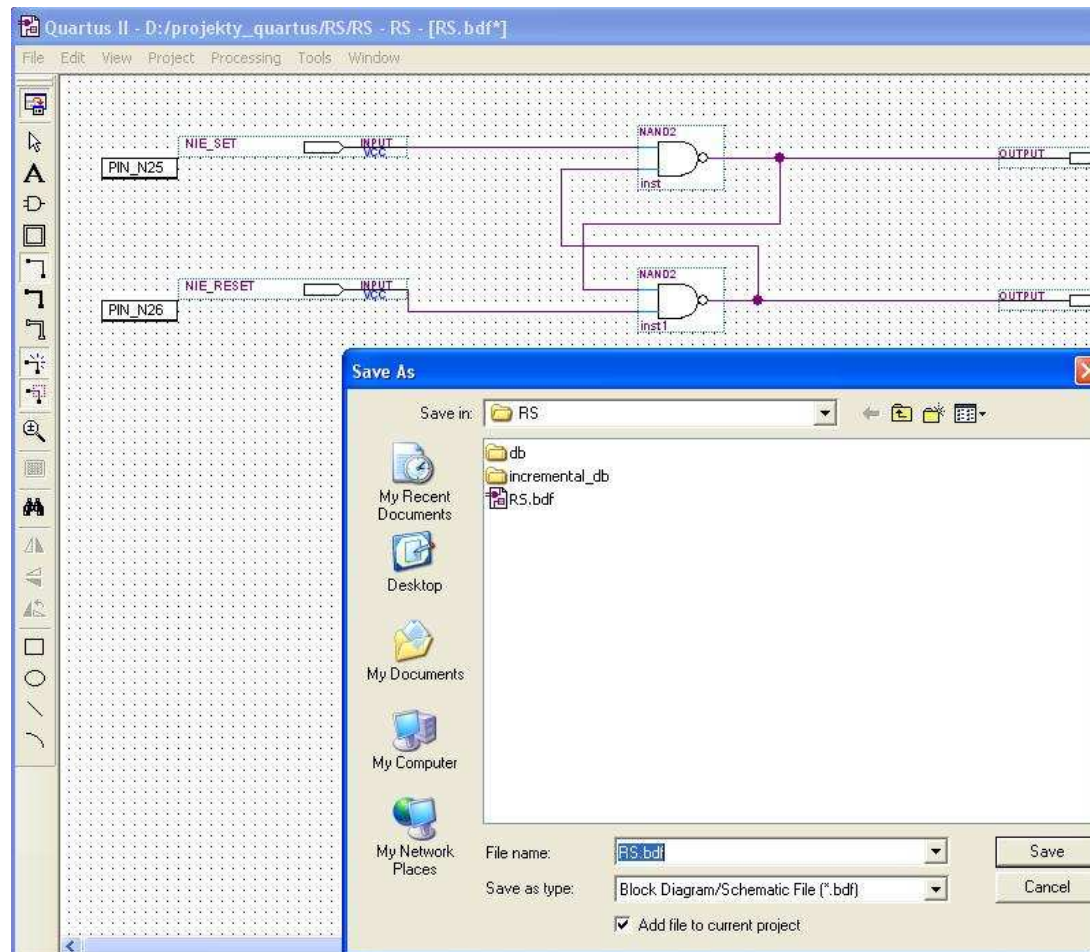 Quartus II - D:/projekty_quartus/RS/RS - RS - [RS.bdf*]
File Edit View Project Processing Tools Window
NAND2
NIE_SET INPUT
VCC
OUTPUT
PIN_N25
inst
NAND2
NIE_RESET INPUT
VCC
OUTPUT
PIN_N26
inst1
Save As
Save in: RS
db
incremental_db
RS.bdf
My Recent
Documents
Desktop
My Documents
My Computer
My Network
Places
File name: RS.bdf Save
Save as type: Block Diagram/Schematic File (*.bdf) Cancel
Add file to current project